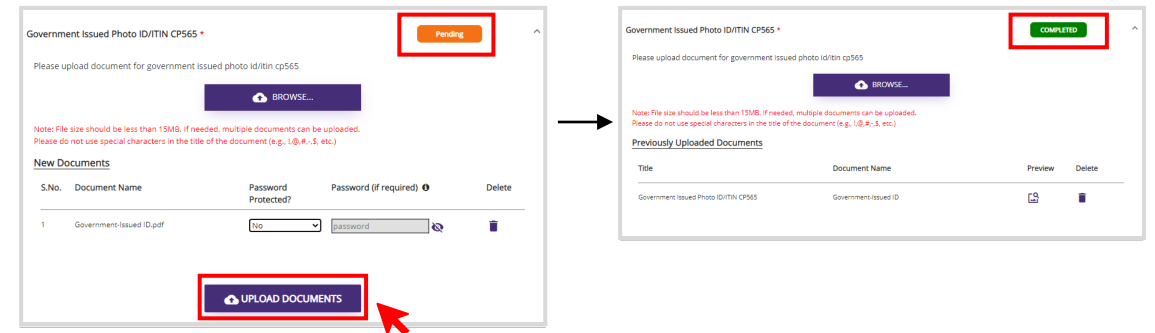 Government Issued Photo ID/ITIN CP565 *
Pending
Please upload document for government issued photo id/itin cp565
BROWSE...
Note: File size should be less than 15MB. If needed, multiple documents can be uploaded.
Please do not use special characters in the title of the document (e.g., !,@,#,-,$, etc.)
New Documents
S.No. Document Name Password Protected? Password (if required) Delete
1 Government-Issued ID.pdf No password
UPLOAD DOCUMENTS
Government Issued Photo ID/ITIN CP565 *
COMPLETED
Please upload document for government issued photo id/itin cp565
BROWSE...
Note: File size should be less than 15MB. If needed, multiple documents can be uploaded.
Please do not use special characters in the title of the document (e.g., !,@,#,-,$, etc.)
Previously Uploaded Documents
Title Document Name Preview Delete
Government Issued Photo ID/ITIN CP565 Government-Issued ID